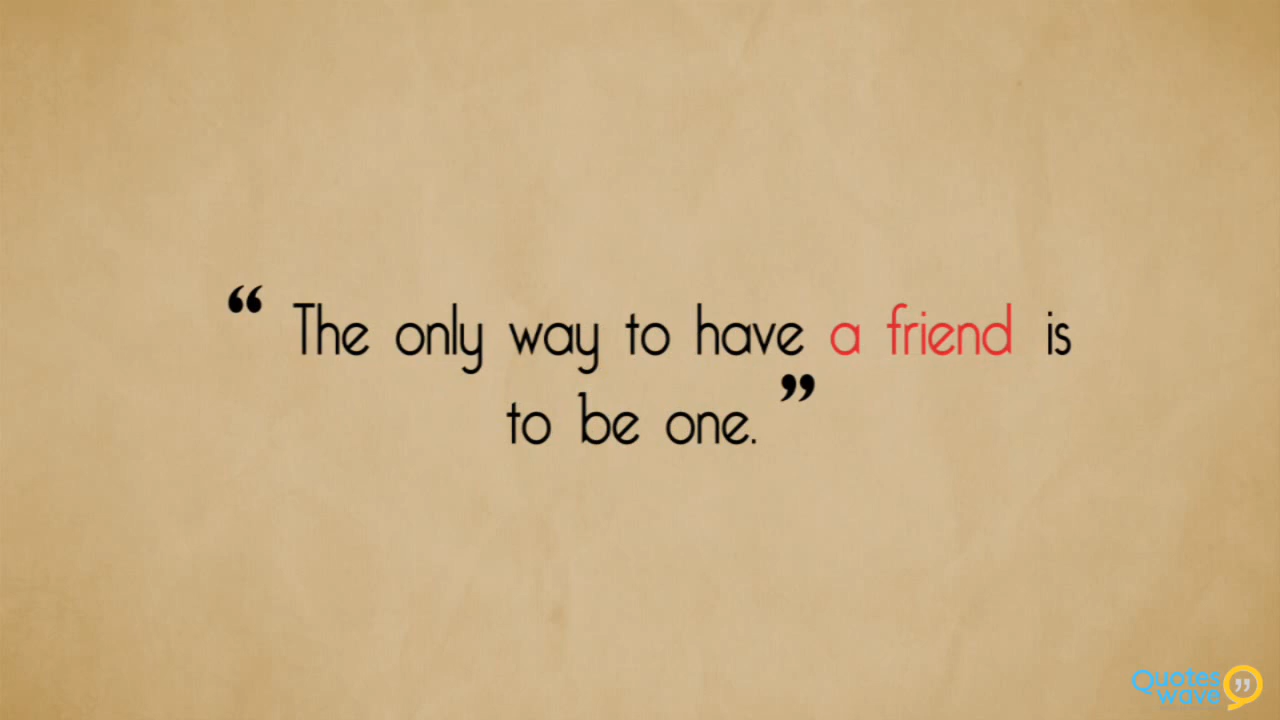 “ The only way to have a friend is
to be one. ”
Quotes
wave